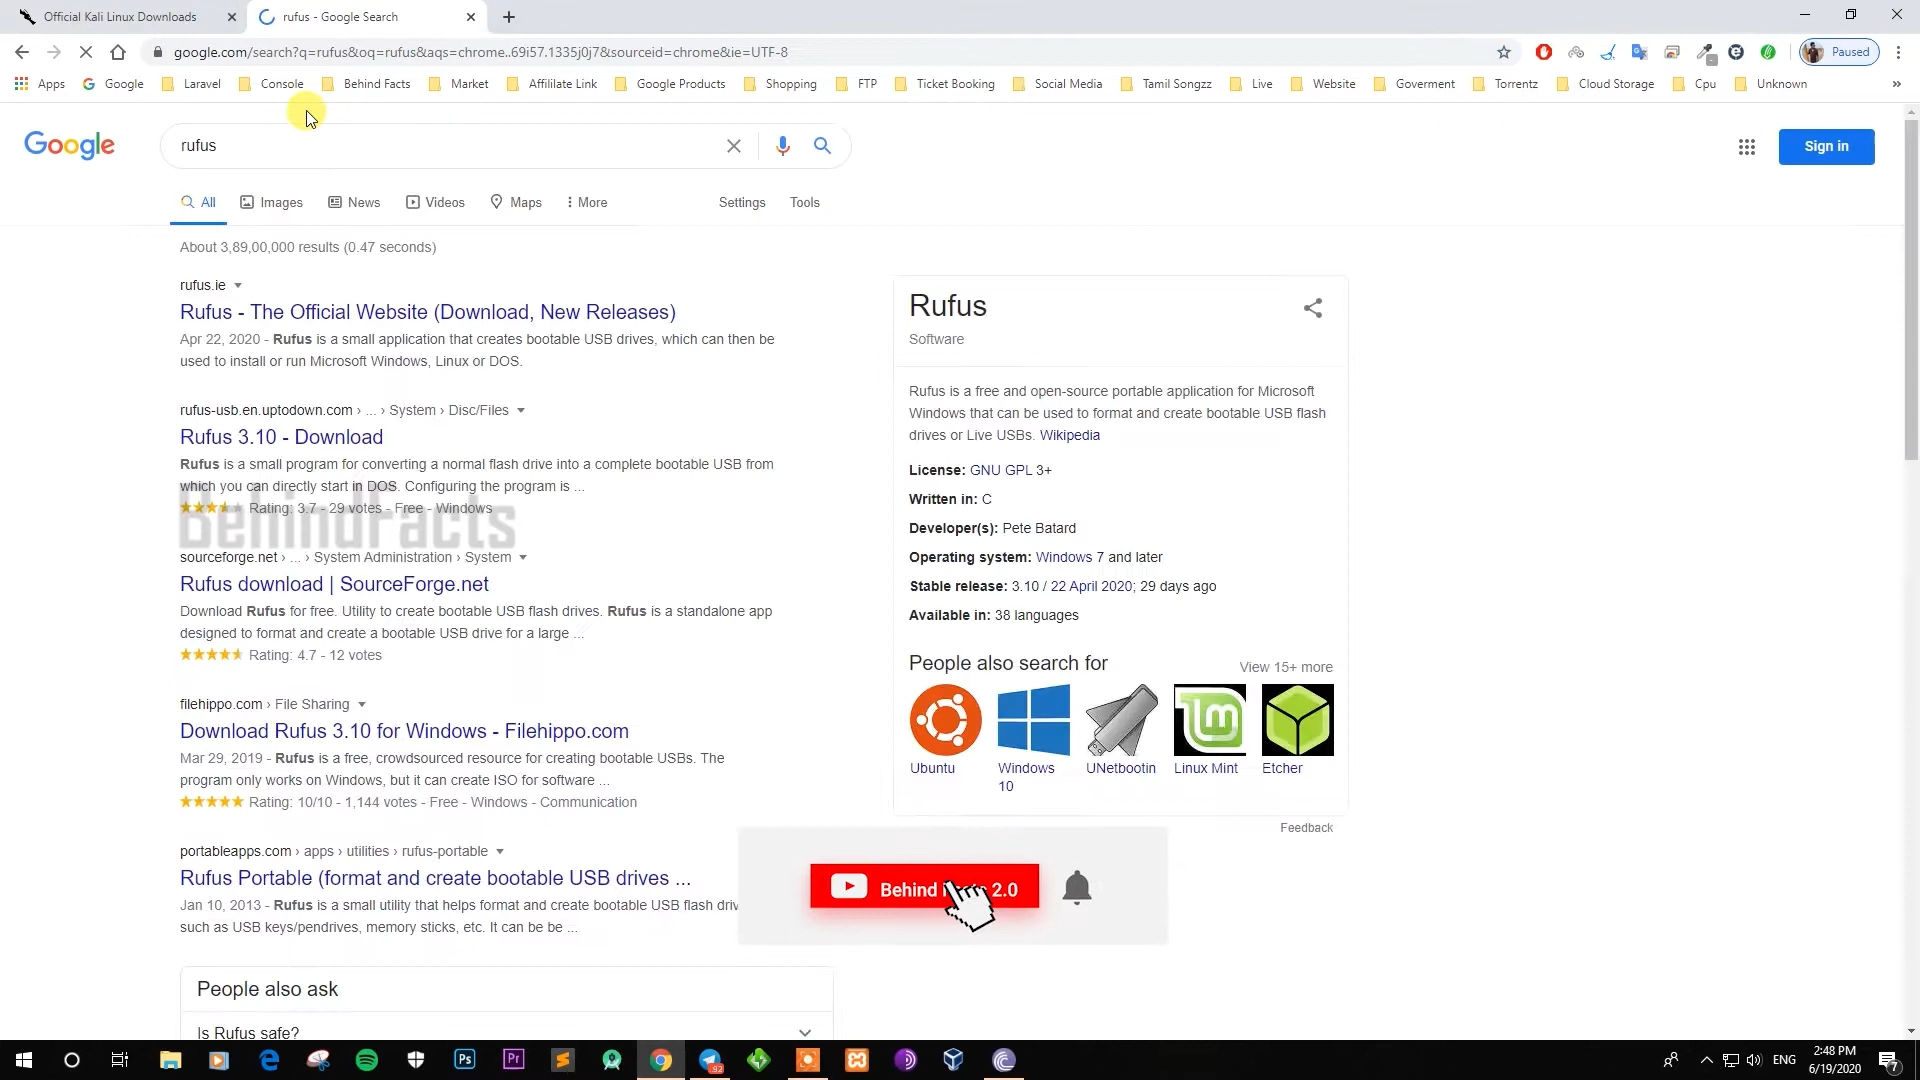 Official Kali Linux Downloads
rufus - Google Search
google.com/search?q=rufus&oq=rufus&aqs=chrome..69i57.1335j0j7&sourceid=chrome&ie=UTF-8
Paused
Apps
Google
Laravel
Console
Behind Facts
Market
Affililate Link
Google Products
Shopping
FTP
Ticket Booking
Social Media
Tamil Songzz
Live
Website
Goverment
Torrentz
Cloud Storage
Cpu
Unknown
Google
rufus
Sign in
All
Images
News
Videos
Maps
More
Settings
Tools
About 3,89,00,000 results (0.47 seconds)
rufus.ie
Rufus - The Official Website (Download, New Releases)
Apr 22, 2020 - Rufus is a small application that creates bootable USB drives, which can then be
used to install or run Microsoft Windows, Linux or DOS.
rufus-usb.en.uptodown.com › ... › System › Disc/Files
Rufus 3.10 - Download
Rufus is a small program for converting a normal flash drive into a complete bootable USB from
which you can directly start in DOS. Configuring the program is ...
Rating: 3.7 - 29 votes - Free - Windows
BehindFacts
sourceforge.net › ... › System Administration › System
Rufus download | SourceForge.net
Download Rufus for free. Utility to create bootable USB flash drives. Rufus is a standalone app
designed to format and create a bootable USB drive for a large ...
Rating: 4.7 - 12 votes
filehippo.com › File Sharing
Download Rufus 3.10 for Windows - Filehippo.com
Mar 29, 2019 - Rufus is a free, crowdsourced resource for creating bootable USBs. The
program only works on Windows, but it can create ISO for software ...
Rating: 10/10 - 1,144 votes - Free - Windows - Communication
portableapps.com › apps › utilities › rufus-portable
Rufus Portable (format and create bootable USB drives ...
Jan 10, 2013 - Rufus is a small utility that helps format and create bootable USB flash
such as USB keys/pendrives, memory sticks, etc. It can be be ...
People also ask
Is Rufus safe?
Rufus
Software
Rufus is a free and open-source portable application for Microsoft
Windows that can be used to format and create bootable USB flash
drives or Live USBs. Wikipedia
License: GNU GPL 3+
Written in: C
Developer(s): Pete Batard
Operating system: Windows 7 and later
Stable release: 3.10 / 22 April 2020; 29 days ago
Available in: 38 languages
People also search for
View 15+ more
Ubuntu
Windows
10
UNetbootin
Linux Mint
Etcher
Feedback
Behind 2.0
Ps
Pr
92
ENG
2:48 PM
6/19/2020
7